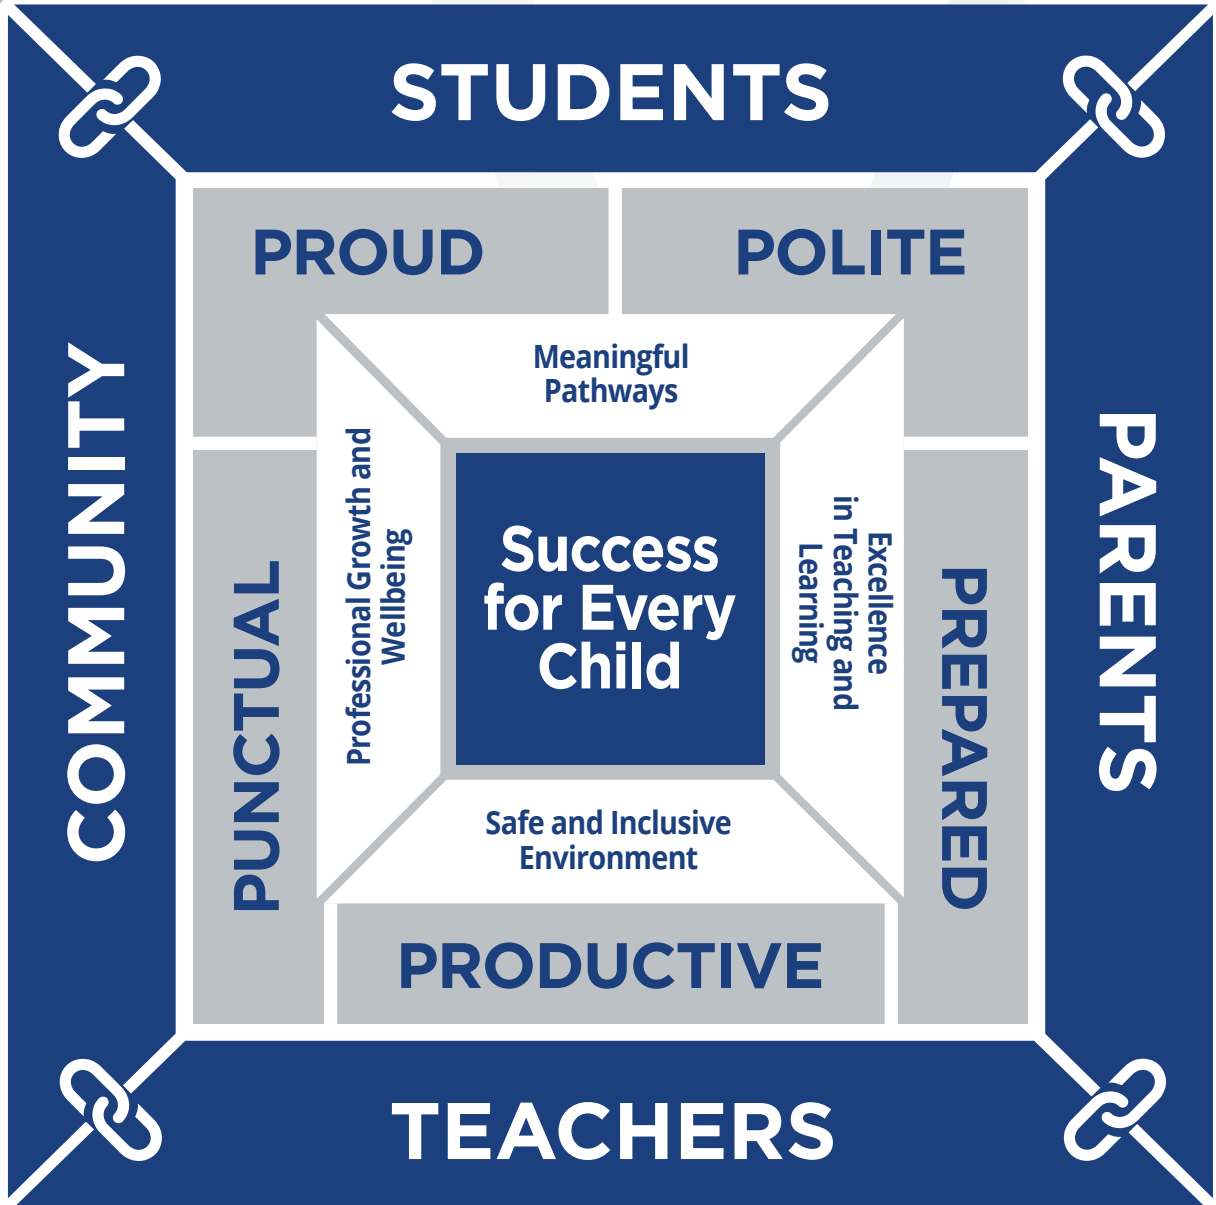 STUDENTS
PROUD
POLITE
Meaningful
Pathways
COMMUNITY
PUNCTUAL
Professional Growth and
Wellbeing
Success
for Every
Child
Excellence
in Teaching and
Learning
PREPARED
PARENTS
Safe and Inclusive
Environment
PRODUCTIVE
TEACHERS